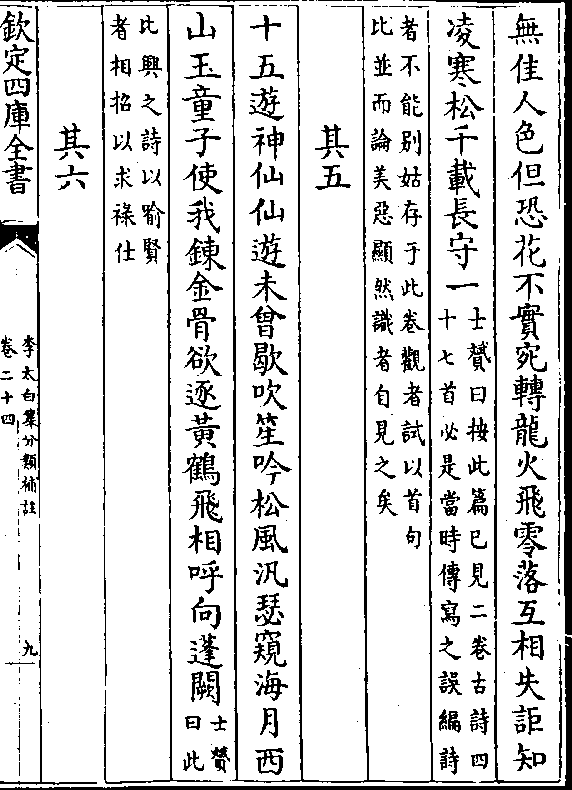 無佳人色但恐花不實宛轉龍火飛零落互相失詎知
凌寒松千載長守一士贇曰按此篇已見二卷古詩四
十七首必是當時傳寫之誤編詩
者不能别姑存于此卷觀者試以首句
比並而論美惡顯然識者自見之矣
其五
十五遊神仙仙遊未曾歇吹笙吟松風汎瑟窺海月西
山玉童子使我鍊金骨欲逐黃鶴飛相呼向蓬闕士贇
曰此
比興之詩以喻賢
者相招以求祿仕
其六
欽定四庫全書
李太白集分類補註
卷二十四
九